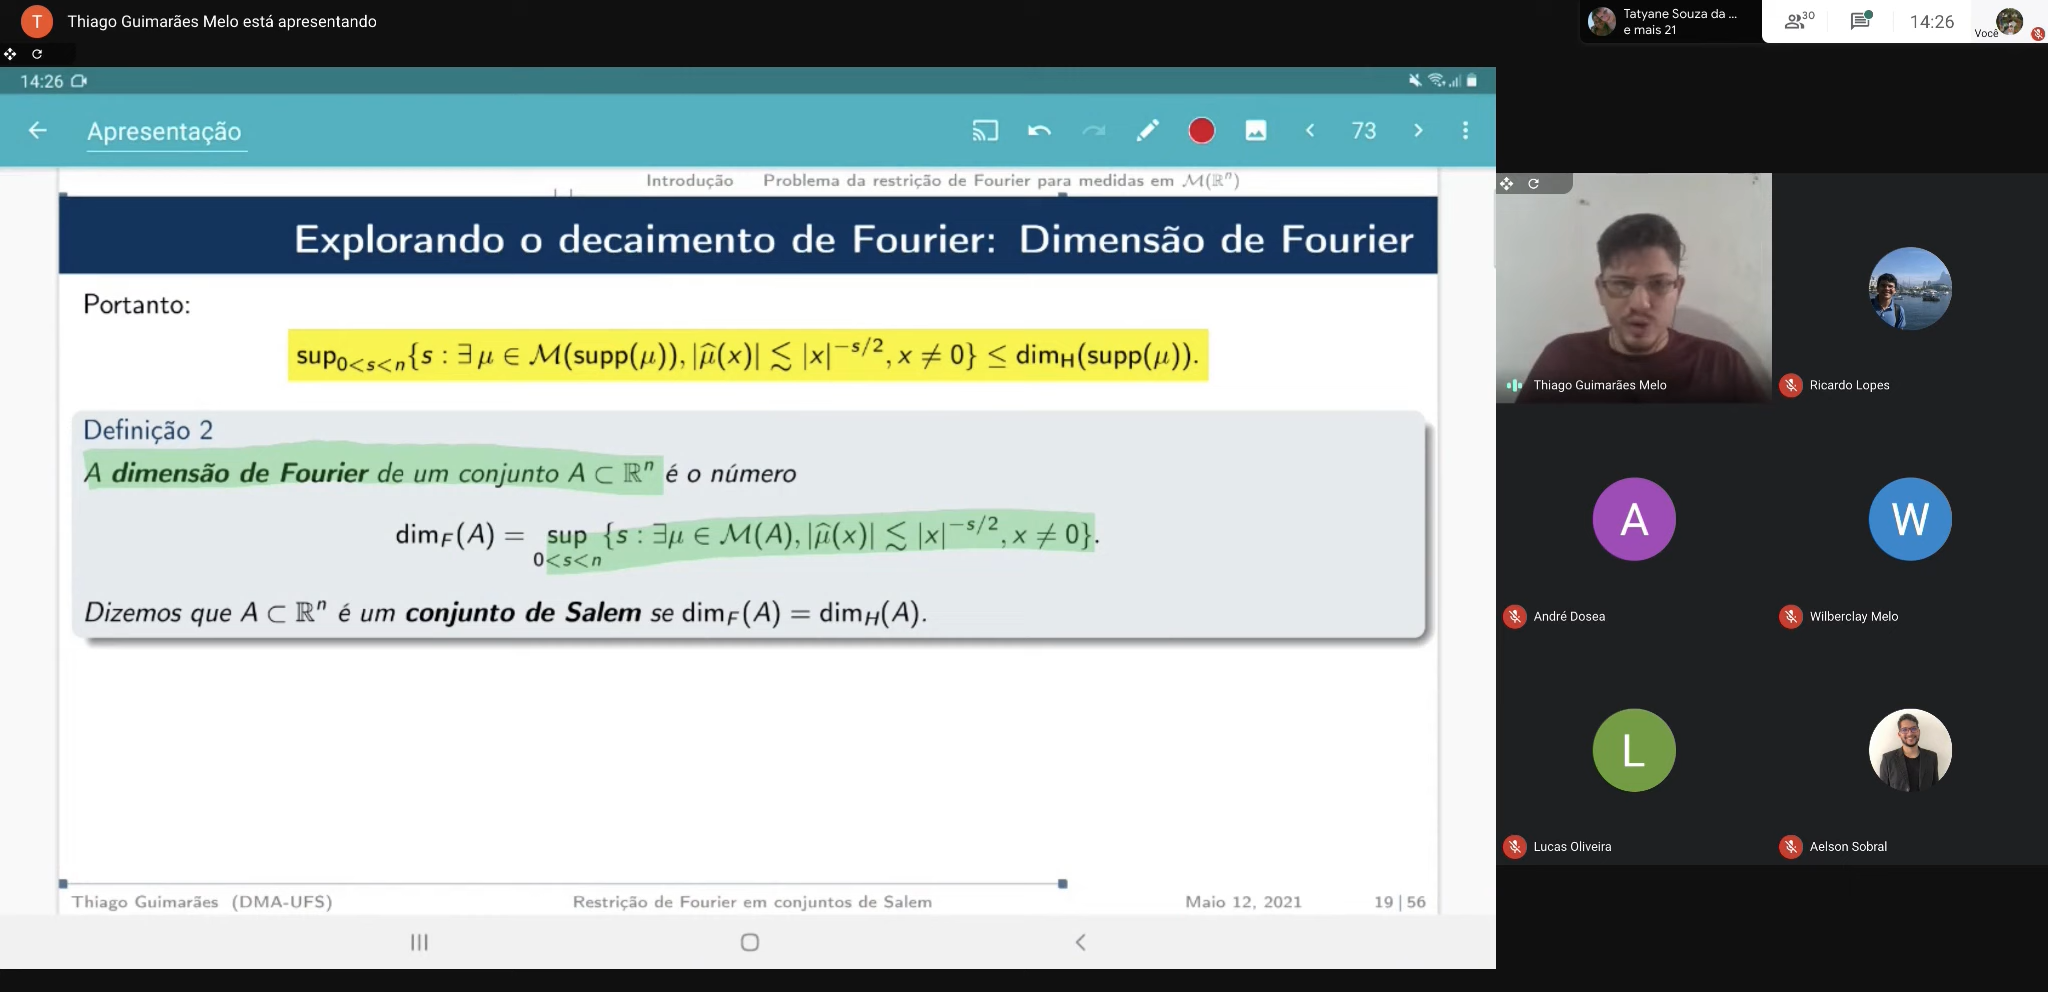 T Thiago Guimarães Melo está apresentando
Tatyane Souza da ...
e mais 21
30
14:26
Você
14:26
Apresentação
73
Introdução Problema da restrição de Fourier para medidas em ℳ(ℝⁿ)
Explorando o decaimento de Fourier: Dimensão de Fourier
Portanto:
sup₀<ₛ<ₙ{s : ∃ μ ∈ ℳ(supp(μ)), |μ̂(x)| ≲ |x|^{−s/2}, x ≠ 0} ≤ dim_H(supp(μ)).
Definição 2
A dimensão de Fourier de um conjunto A ⊂ ℝⁿ é o número
dim_F(A) = sup {s : ∃μ ∈ ℳ(A), |μ̂(x)| ≲ |x|^{−s/2}, x ≠ 0}.
0<s<n
Dizemos que A ⊂ ℝⁿ é um conjunto de Salem se dim_F(A) = dim_H(A).
Thiago Guimarães (DMA-UFS) Restrição de Fourier em conjuntos de Salem Maio 12, 2021 19 | 56
Thiago Guimarães Melo
Ricardo Lopes
A
W
André Dosea
Wilberclay Melo
L
Lucas Oliveira
Aelson Sobral